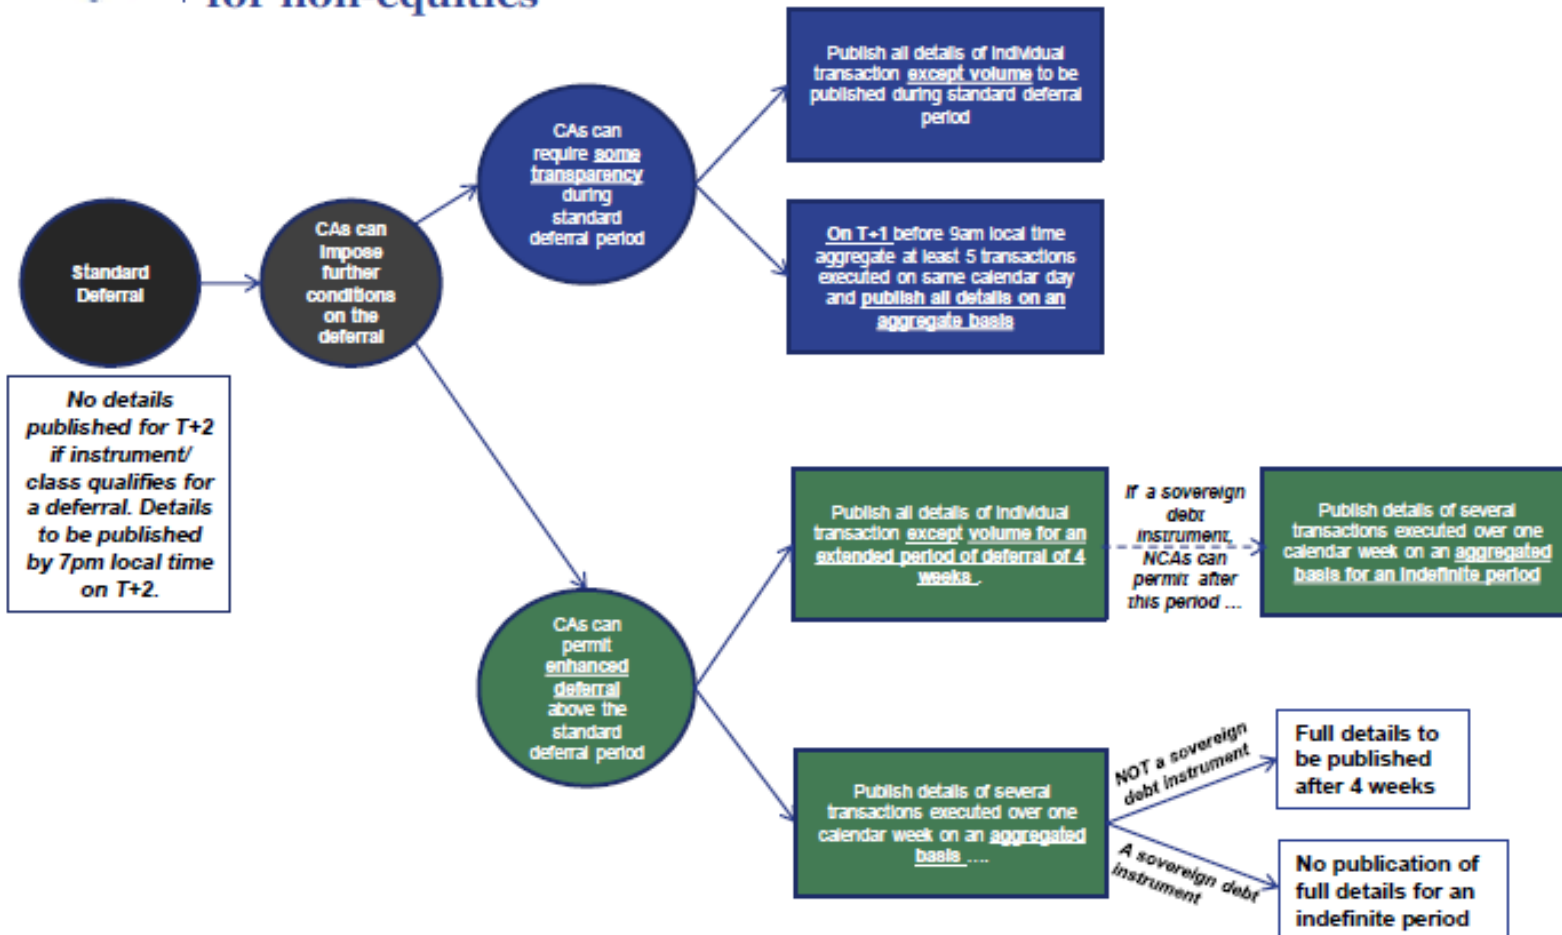 for non-equities
Publish all details of individual
transaction except volume to be
published during standard deferral
period
CAs can
require some
transparency
during
standard
deferral period
On T+1 before 9am local time
aggregate at least 5 transactions
executed on same calendar day
and publish all details on an
aggregate basis
Standard
Deferral
CAs can
impose
further
conditions
on the
deferral
No details
published for T+2
if instrument/
class qualifies for
a deferral. Details
to be published
by 7pm local time
on T+2.
Publish all details of individual
transaction except volume for an
extended period of deferral of 4
weeks .
If a sovereign
debt
instrument,
NCAs can
permit after
this period ...
Publish details of several
transactions executed over one
calendar week on an aggregated
basis for an indefinite period
CAs can
permit
enhanced
deferral
above the
standard
deferral period
Publish details of several
transactions executed over one
calendar week on an aggregated
basis ....
NOT a sovereign
debt instrument
Full details to
be published
after 4 weeks
A sovereign debt
instrument
No publication of
full details for an
indefinite period